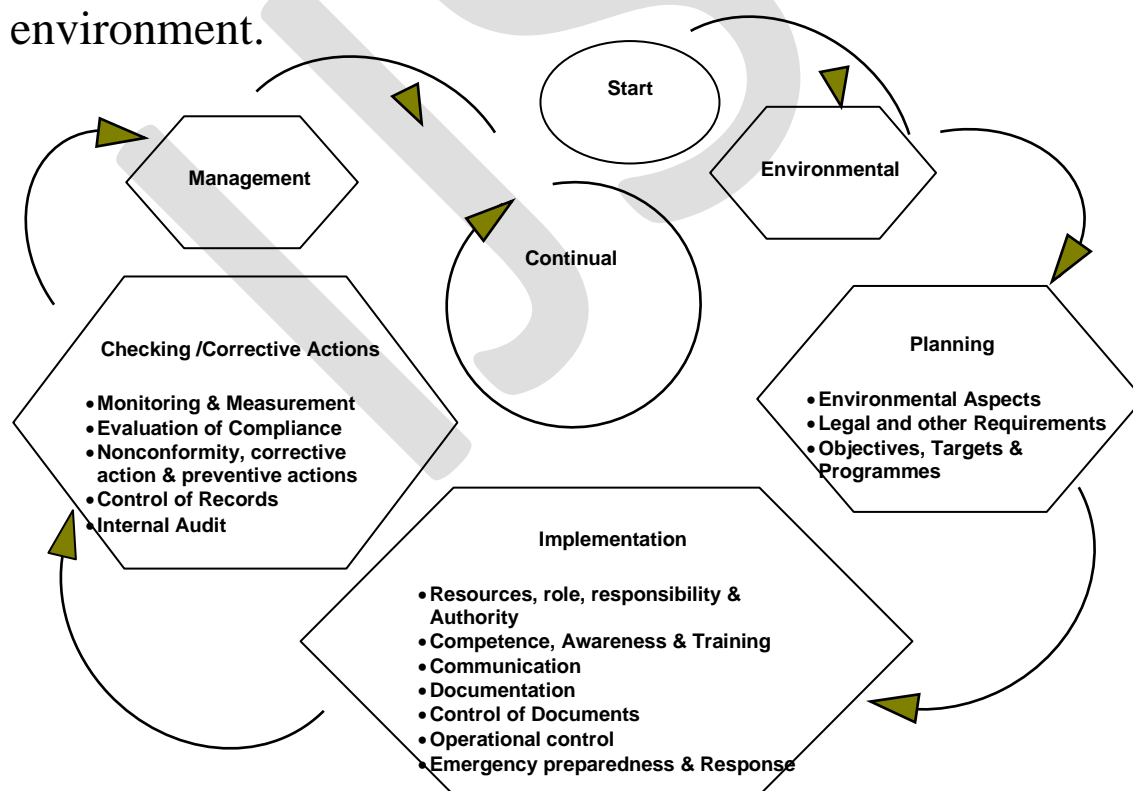 environment.
Start
Environmental
Management
Continual
Planning
• Environmental Aspects
• Legal and other Requirements
• Objectives, Targets &
Programmes
Implementation
• Resources, role, responsibility &
Authority
• Competence, Awareness & Training
• Communication
• Documentation
• Control of Documents
• Operational control
• Emergency preparedness & Response
Checking /Corrective Actions
• Monitoring & Measurement
• Evaluation of Compliance
• Nonconformity, corrective
action & preventive actions
• Control of Records
• Internal Audit